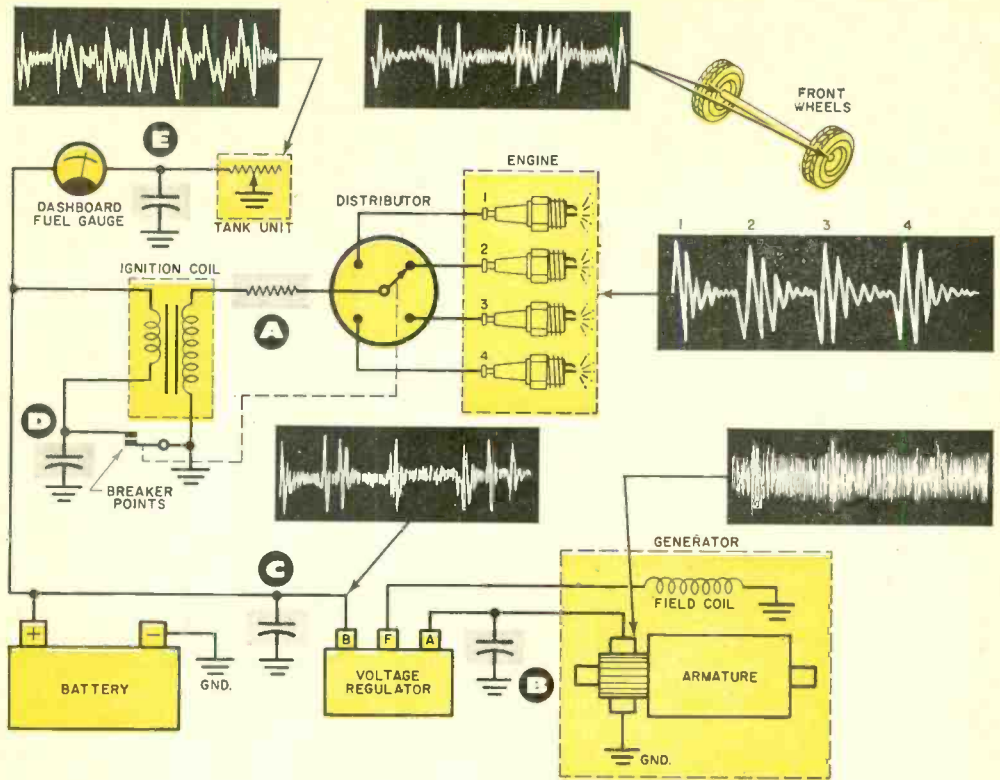 FRONT
WHEELS
E
ENGINE
DASHBOARD
FUEL GAUGE
TANK UNIT
DISTRIBUTOR
1
2
3
4
1 2 3 4
IGNITION COIL
A
D
BREAKER
POINTS
GENERATOR
C
FIELD COIL
+
-
B
F
A
BATTERY
GND.
VOLTAGE
REGULATOR
B
ARMATURE
GND.